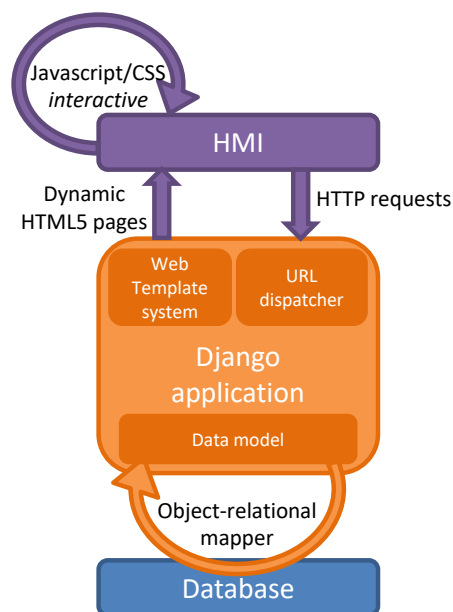 Javascript/CSS
interactive
HMI
Dynamic
HTML5 pages
HTTP requests
Web
Template
system
URL
dispatcher
Django
application
Data model
Object-relational
mapper
Database